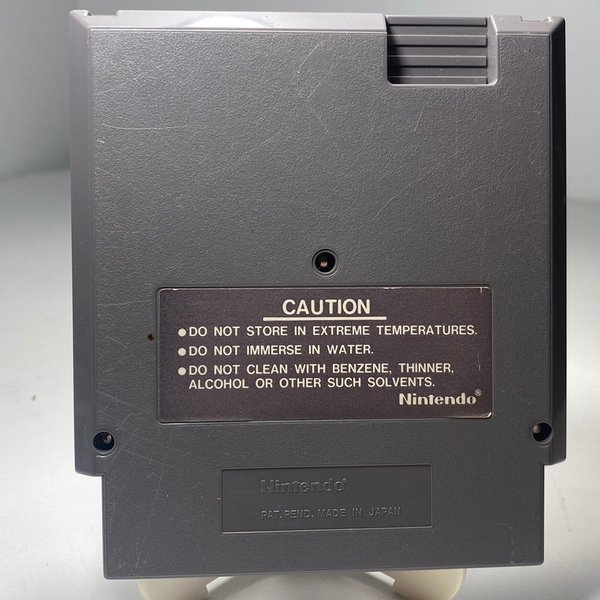 CAUTION
●DO NOT STORE IN EXTREME TEMPERATURES.
●DO NOT IMMERSE IN WATER.
●DO NOT CLEAN WITH BENZENE, THINNER,
ALCOHOL OR OTHER SUCH SOLVENTS.
Nintendo®
Nintendo®
PAT. PEND. MADE IN JAPAN